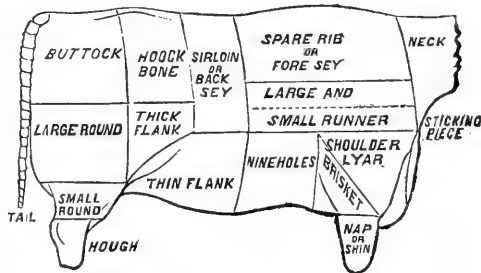 BUTTOCK
HOOCK
BONE
SIRLOIN
OR
BACK
SEY
SPARE RIB
OR
FORE SEY
NECK
LARGE AND
SMALL RUNNER
LARGE ROUND
THICK
FLANK
STICKING
PIECE
NINEHOLES
SHOULDER
LYAR
BRISKET
THIN FLANK
SMALL
ROUND
NAP
OR
SHIN
TAIL
HOUGH